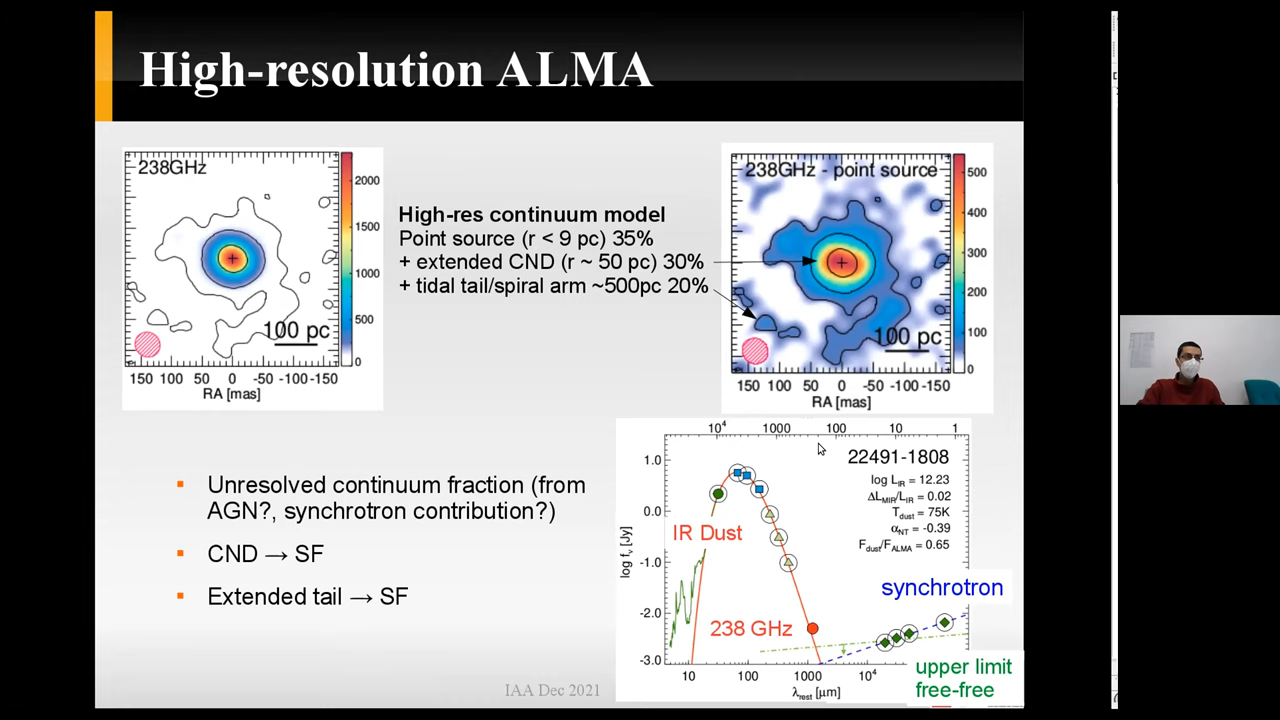 High-resolution ALMA
238GHz
2000
1500
1000
500
0
100 pc
150 100 50 0 -50 -100 -150
RA [mas]
High-res continuum model
Point source (r < 9 pc) 35%
+ extended CND (r ~ 50 pc) 30%
+ tidal tail/spiral arm ~500pc 20%
238GHz - point source
500
400
300
200
100
0
100 pc
150 100 50 0 -50 -100 -150
RA [mas]
▪ Unresolved continuum fraction (from
AGN?, synchrotron contribution?)
▪ CND → SF
▪ Extended tail → SF
10⁴ 1000 100 10 1
22491-1808
log L_IR = 12.23
ΔL_MIR/L_IR = 0.02
T_dust = 75K
α_NT = -0.39
F_dust/F_ALMA = 0.65
1.0
0.0
-1.0
-2.0
-3.0
log fᵥ [Jy]
IR Dust
synchrotron
238 GHz
upper limit
free-free
10 100 1000 10⁴
λ_rest [μm]
IAA Dec 2021